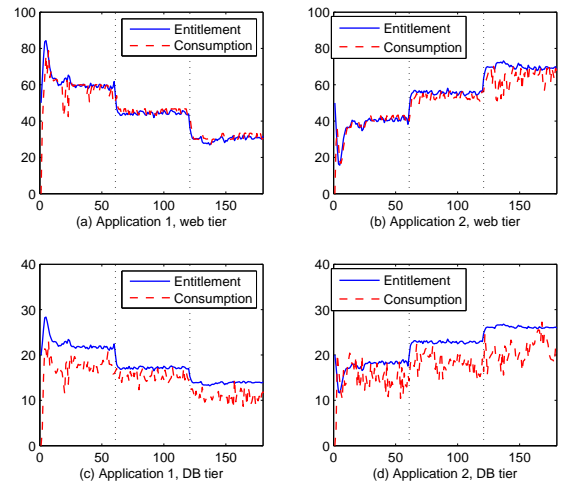 100
80
60
40
20
0
Entitlement
Consumption
0 50 100 150
(a) Application 1, web tier
100
80
60
40
20
0
Entitlement
Consumption
0 50 100 150
(b) Application 2, web tier
40
30
20
10
0
Entitlement
Consumption
0 50 100 150
(c) Application 1, DB tier
40
30
20
10
0
Entitlement
Consumption
0 50 100 150
(d) Application 2, DB tier